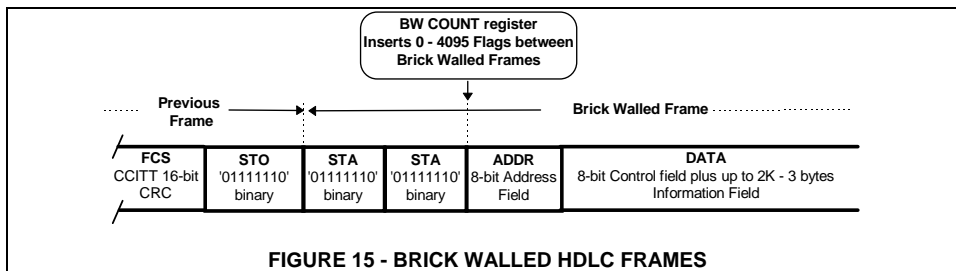 BW COUNT register
Inserts 0 - 4095 Flags between
Brick Walled Frames
Previous
Frame
Brick Walled Frame
FCS
CCITT 16-bit
CRC
STO
'01111110'
binary
STA
'01111110'
binary
STA
'01111110'
binary
ADDR
8-bit Address
Field
DATA
8-bit Control field plus up to 2K - 3 bytes
Information Field
FIGURE 15 - BRICK WALLED HDLC FRAMES